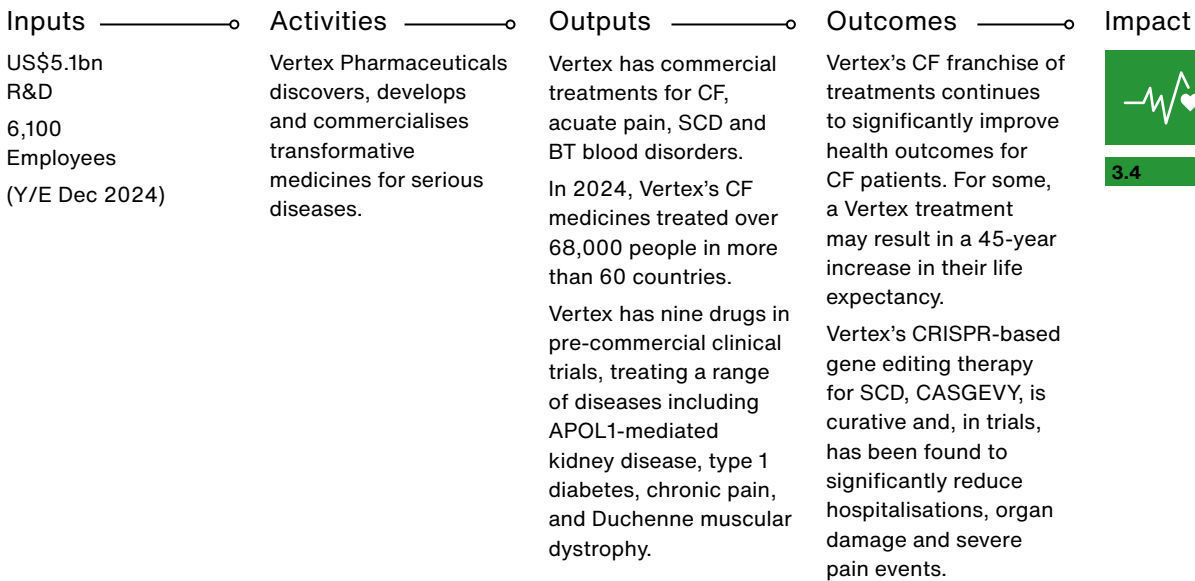 Inputs
US$5.1bn
R&D
6,100
Employees
(Y/E Dec 2024)
Activities
Vertex Pharmaceuticals
discovers, develops
and commercialises
transformative
medicines for serious
diseases.
Outputs
Vertex has commercial
treatments for CF,
acuate pain, SCD and
BT blood disorders.
In 2024, Vertex's CF
medicines treated over
68,000 people in more
than 60 countries.
Vertex has nine drugs in
pre-commercial clinical
trials, treating a range
of diseases including
APOL1-mediated
kidney disease, type 1
diabetes, chronic pain,
and Duchenne muscular
dystrophy.
Outcomes
Vertex's CF franchise of
treatments continues
to significantly improve
health outcomes for
CF patients. For some,
a Vertex treatment
may result in a 45-year
increase in their life
expectancy.
Vertex's CRISPR-based
gene editing therapy
for SCD, CASGEVY, is
curative and, in trials,
has been found to
significantly reduce
hospitalisations, organ
damage and severe
pain events.
Impact
3.4